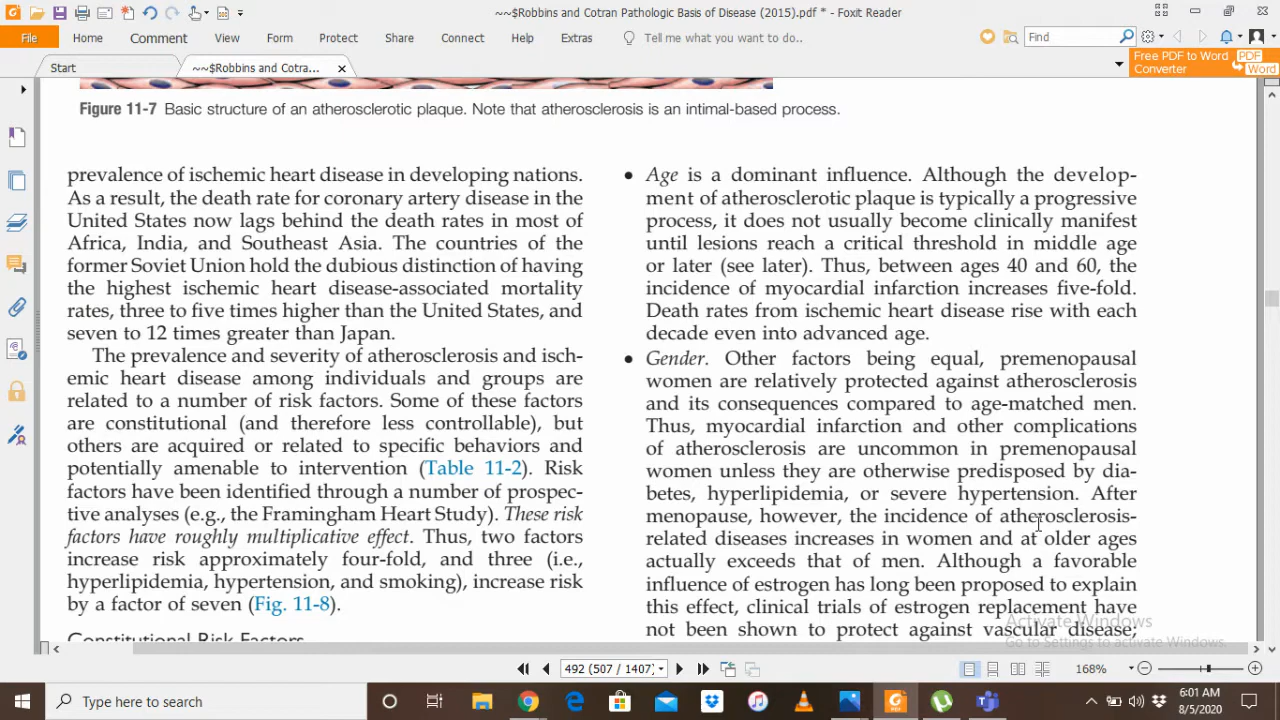 ~~$Robbins and Cotran Pathologic Basis of Disease (2015).pdf * - Foxit Reader
File
Home
Comment
View
Form
Protect
Share
Connect
Help
Extras
Tell me what you want to do..
Find
Start
~~$Robbins and Cotra...
Free PDF to Word
Converter
PDF
Word
Figure 11-7 Basic structure of an atherosclerotic plaque. Note that atherosclerosis is an intimal-based process.
prevalence of ischemic heart disease in developing nations.
As a result, the death rate for coronary artery disease in the
United States now lags behind the death rates in most of
Africa, India, and Southeast Asia. The countries of the
former Soviet Union hold the dubious distinction of having
the highest ischemic heart disease-associated mortality
rates, three to five times higher than the United States, and
seven to 12 times greater than Japan.
The prevalence and severity of atherosclerosis and isch-
emic heart disease among individuals and groups are
related to a number of risk factors. Some of these factors
are constitutional (and therefore less controllable), but
others are acquired or related to specific behaviors and
potentially amenable to intervention (Table 11-2). Risk
factors have been identified through a number of prospec-
tive analyses (e.g., the Framingham Heart Study). These risk
factors have roughly multiplicative effect. Thus, two factors
increase risk approximately four-fold, and three (i.e.,
hyperlipidemia, hypertension, and smoking), increase risk
by a factor of seven (Fig. 11-8).
Constitutional Risk Factors
• Age is a dominant influence. Although the develop-
ment of atherosclerotic plaque is typically a progressive
process, it does not usually become clinically manifest
until lesions reach a critical threshold in middle age
or later (see later). Thus, between ages 40 and 60, the
incidence of myocardial infarction increases five-fold.
Death rates from ischemic heart disease rise with each
decade even into advanced age.
• Gender. Other factors being equal, premenopausal
women are relatively protected against atherosclerosis
and its consequences compared to age-matched men.
Thus, myocardial infarction and other complications
of atherosclerosis are uncommon in premenopausal
women unless they are otherwise predisposed by dia-
betes, hyperlipidemia, or severe hypertension. After
menopause, however, the incidence of atherosclerosis-
related diseases increases in women and at older ages
actually exceeds that of men. Although a favorable
influence of estrogen has long been proposed to explain
this effect, clinical trials of estrogen replacement have
not been shown to protect against vascular disease;
Activate Windows
Go to Settings to activate Windows.
492 (507 / 1407)
168%
Type here to search
6:01 AM
8/5/2020